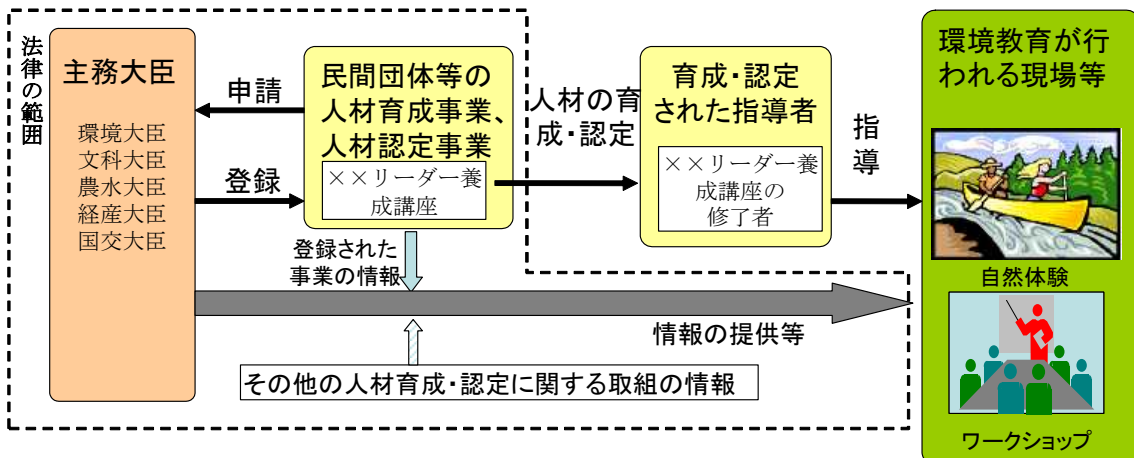 法律の範囲
主務大臣
環境大臣
文科大臣
農水大臣
経産大臣
国交大臣
申請
登録
民間団体等の
人材育成事業、
人材認定事業
××リーダー養
成講座
人材の育
成・認定
育成・認定
された指導者
××リーダー養
成講座の
修了者
指導
環境教育が行
われる現場等
自然体験
ワークショップ
登録された
事業の情報
情報の提供等
その他の人材育成・認定に関する取組の情報